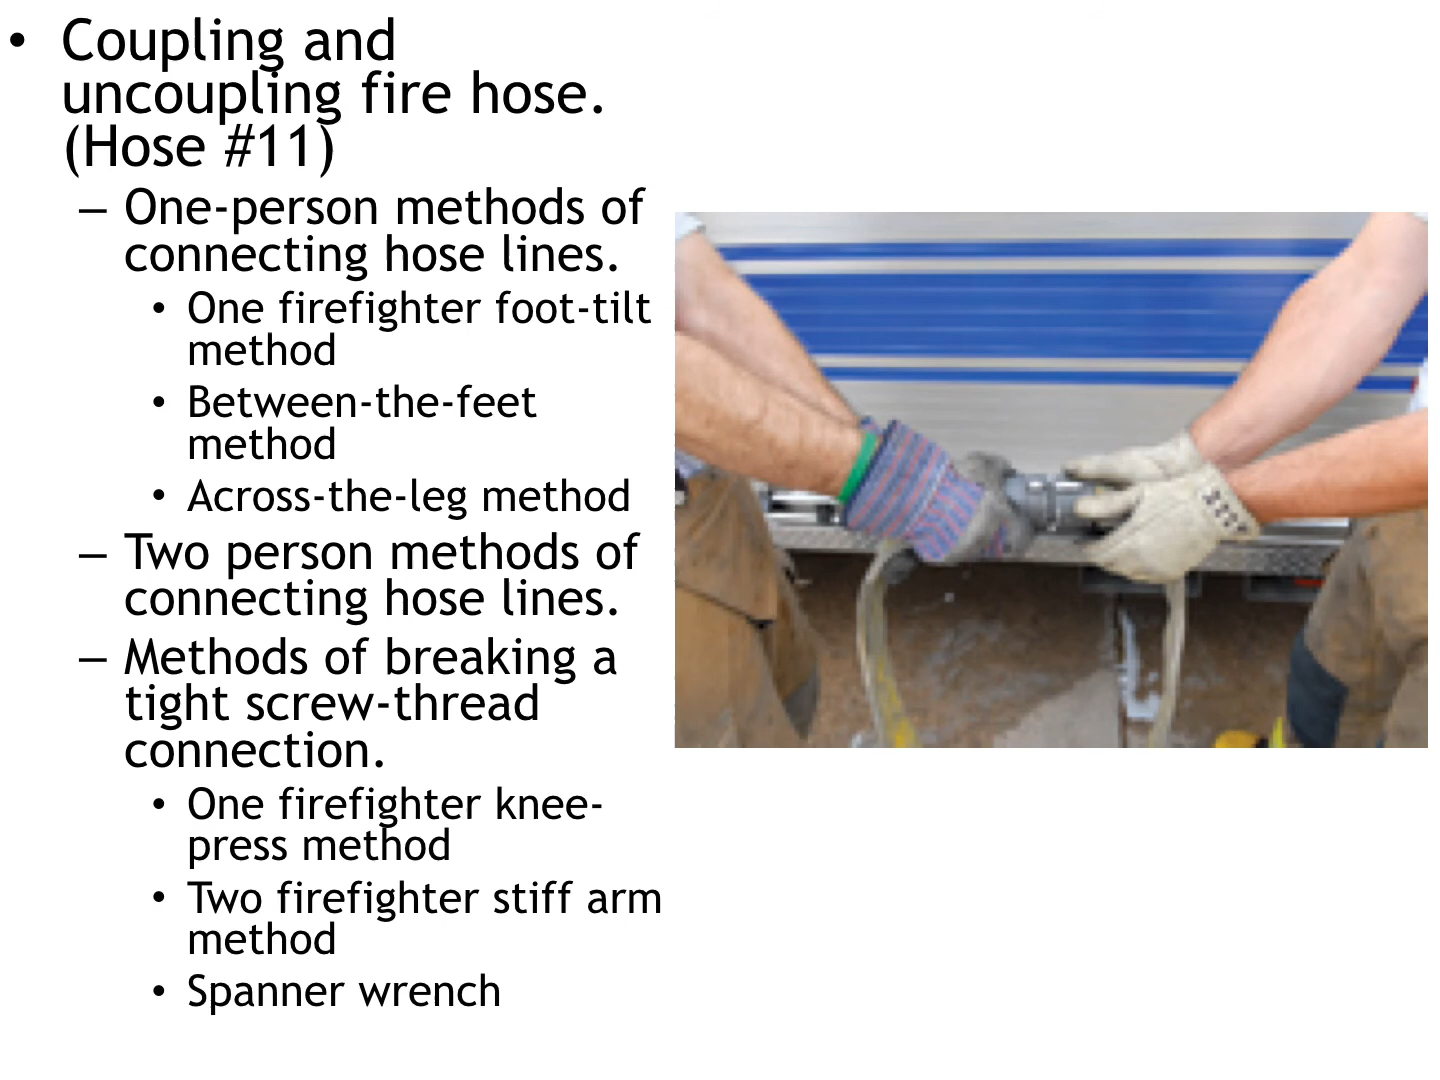 • Coupling and
uncoupling fire hose.
(Hose #11)
– One-person methods of
connecting hose lines.
• One firefighter foot-tilt
method
• Between-the-feet
method
• Across-the-leg method
– Two person methods of
connecting hose lines.
– Methods of breaking a
tight screw-thread
connection.
• One firefighter knee-
press method
• Two firefighter stiff arm
method
• Spanner wrench